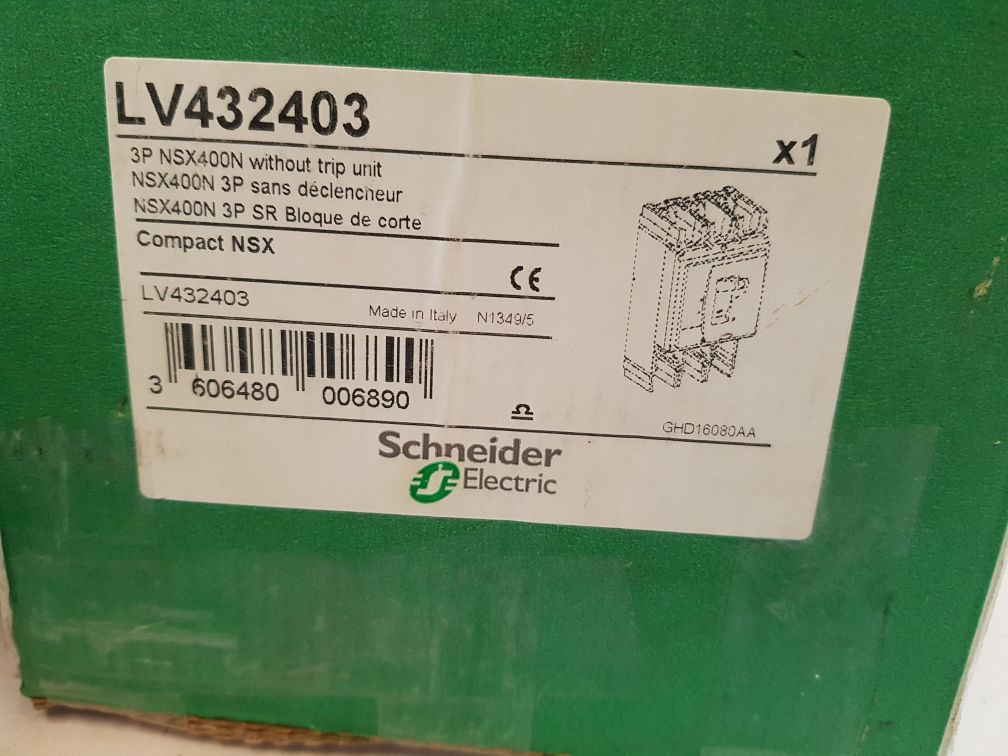 LV432403
x1
3P NSX400N without trip unit
NSX400N 3P sans déclencheur
NSX400N 3P SR Bloque de corte
Compact NSX
CE
LV432403
Made in Italy N1349/5
3 606480 006890
GHD16080AA
Schneider
Electric